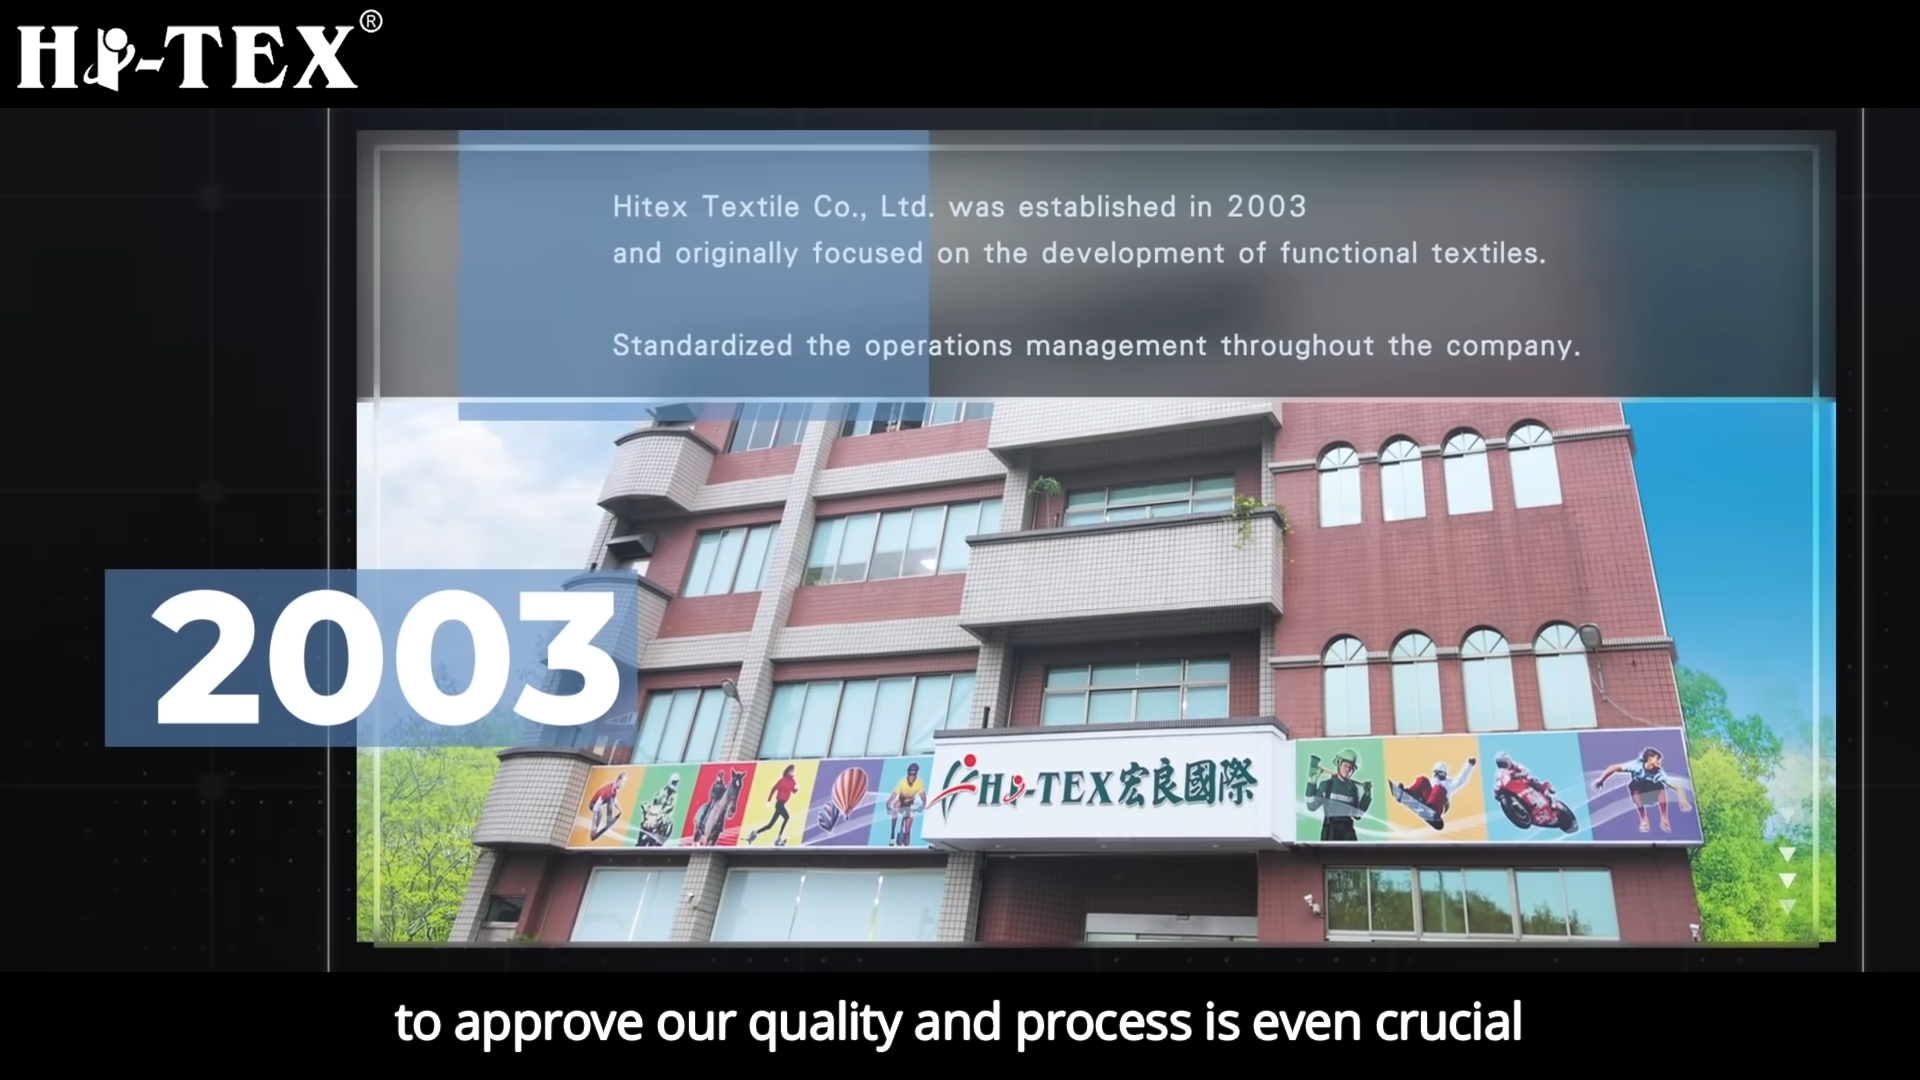 HI-TEX®
Hitex Textile Co., Ltd. was established in 2003
and originally focused on the development of functional textiles.
Standardized the operations management throughout the company.
2003
HI-TEX宏良國際
to approve our quality and process is even crucial